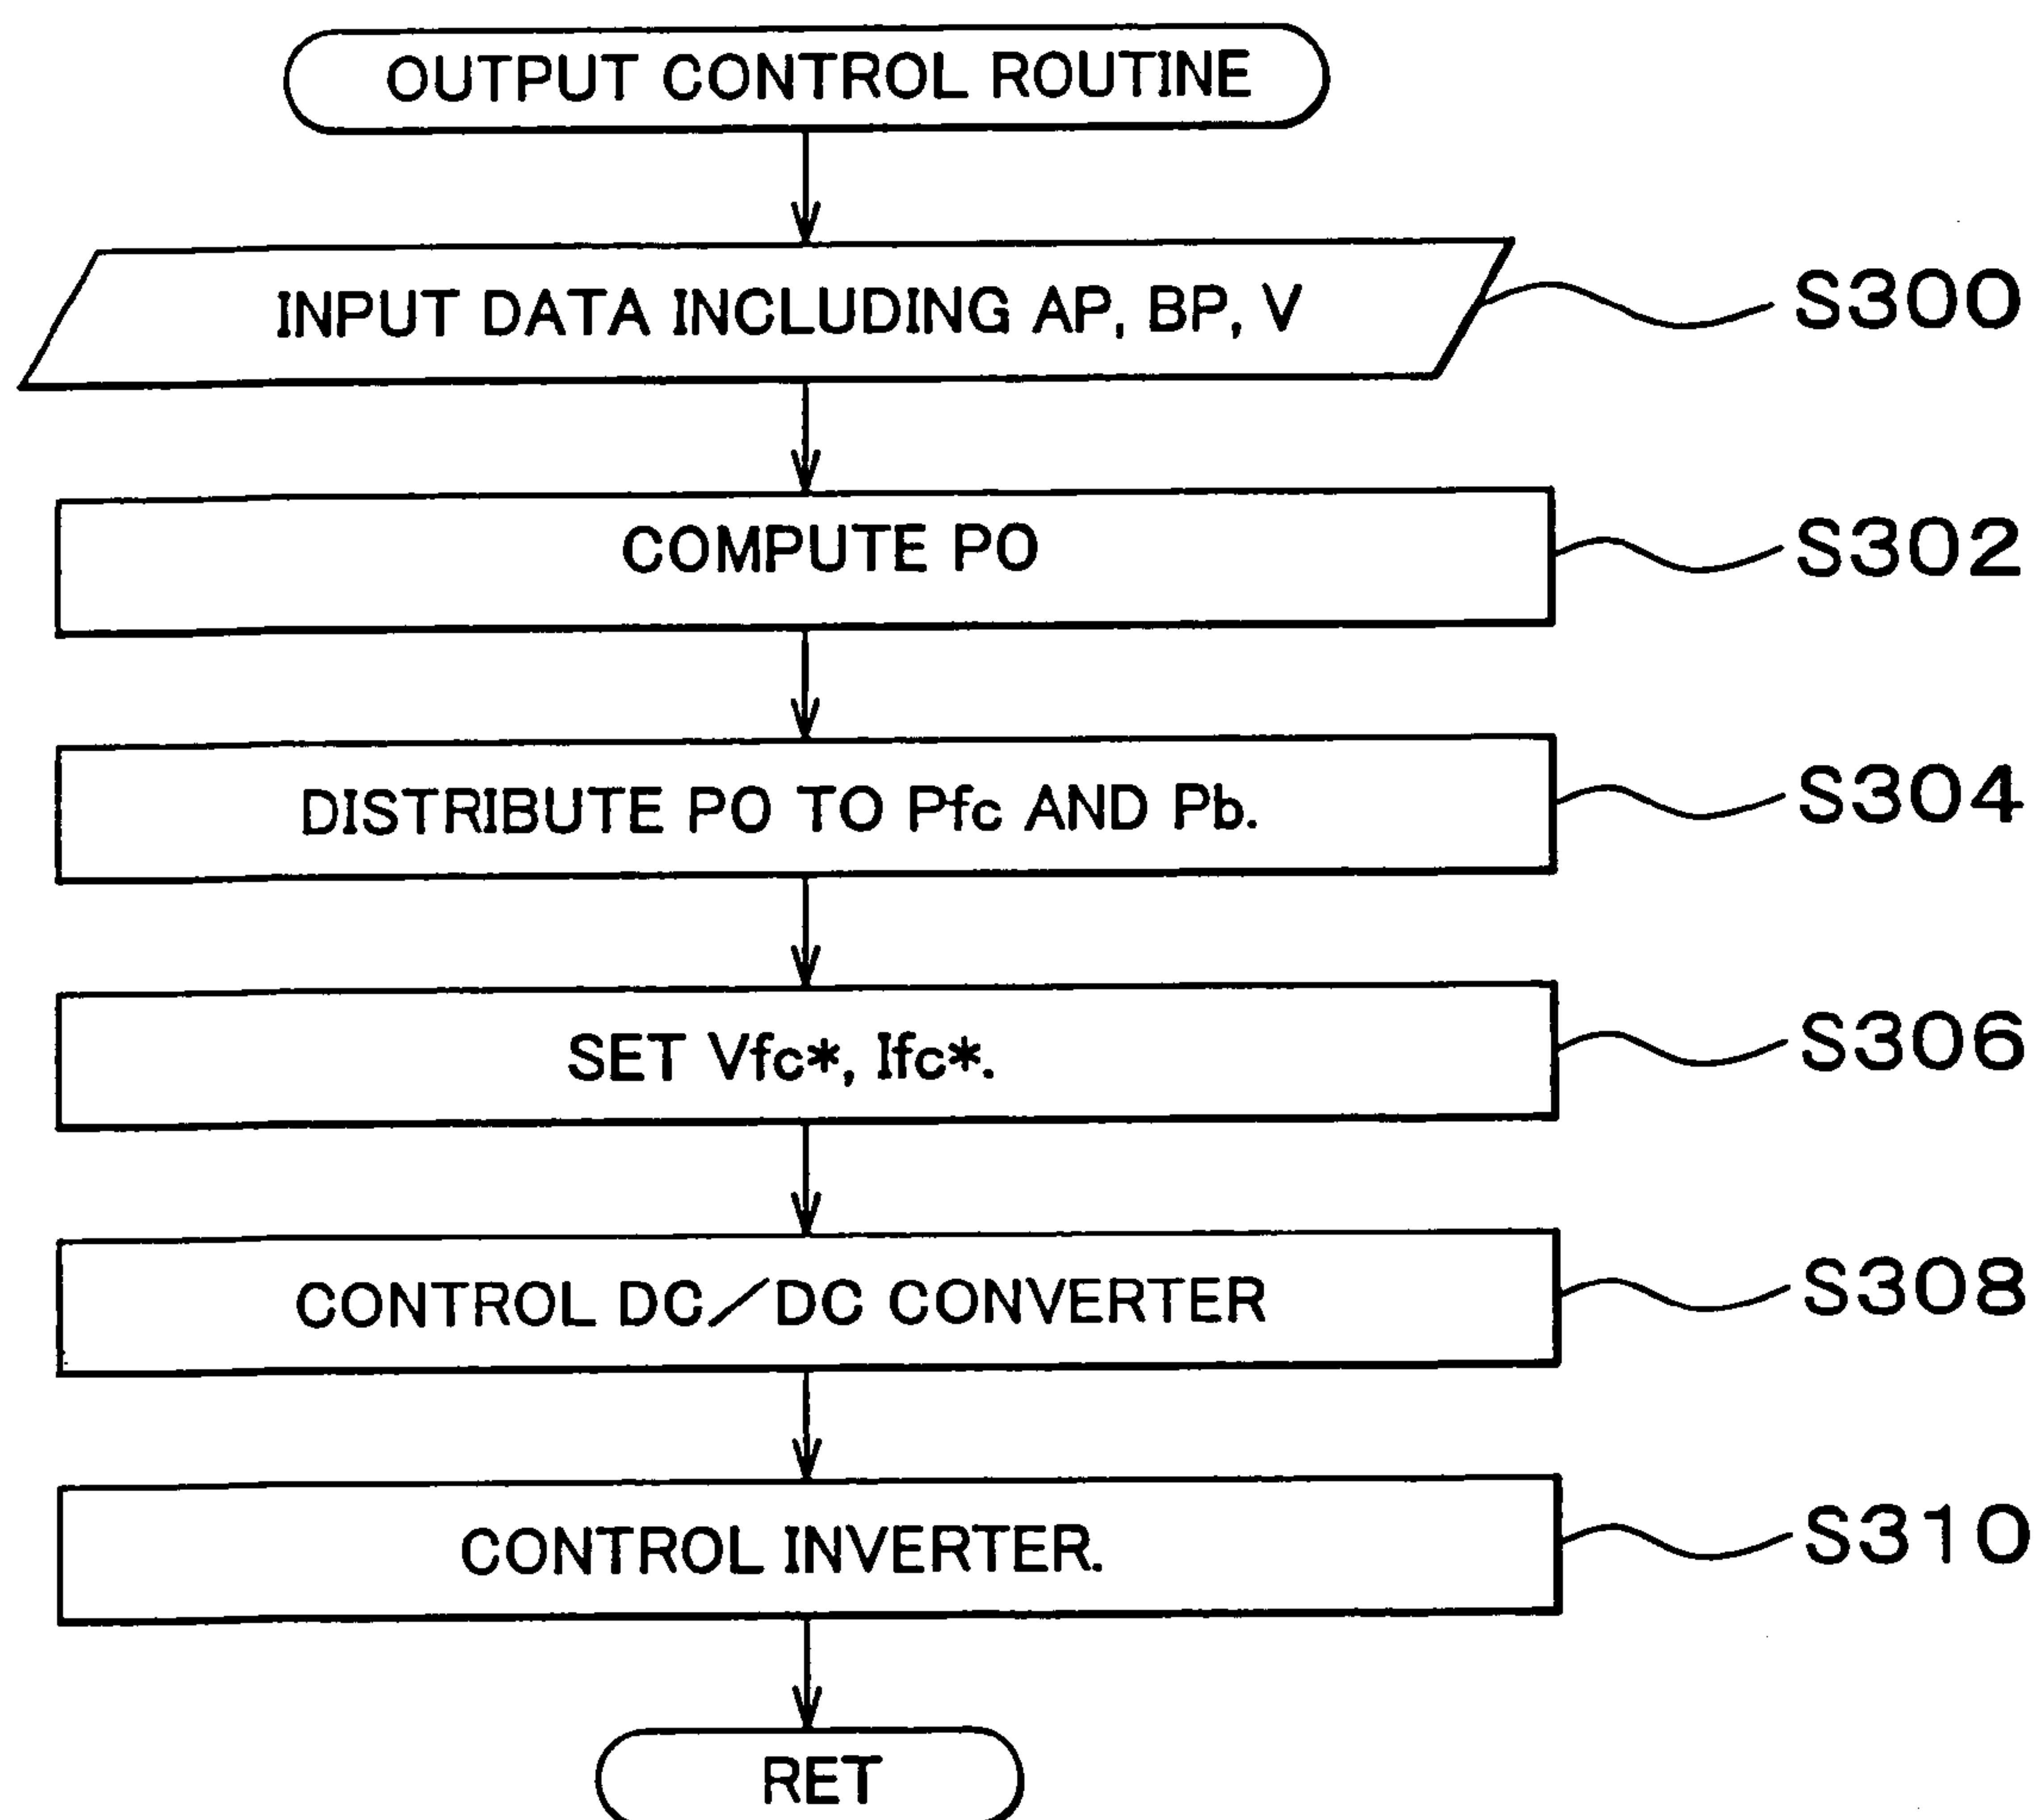 OUTPUT CONTROL ROUTINE
INPUT DATA INCLUDING AP, BP, V
S300
COMPUTE PO
S302
DISTRIBUTE PO TO Pfc AND Pb.
S304
SET Vfc*, Ifc*.
S306
CONTROL DC/DC CONVERTER
S308
CONTROL INVERTER.
S310
RET